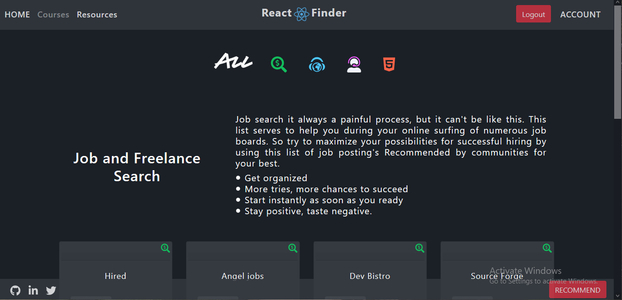 HOME Courses Resources React Finder Logout ACCOUNT
ALL
Job and Freelance
Search
Job search it always a painful process, but it can't be like this. This
list serves to help you during your online surfing of numerous job
boards. So try to maximize your possibilities for successful hiring by
using this list of job posting's Recommended by communities for
your best.
• Get organized
• More tries, more chances to succeed
• Start instantly as soon as you ready
• Stay positive, taste negative.
Hired Angel jobs Dev Bistro Source Forge
Activate Windows
Go to Settings to activate Windows.
RECOMMEND